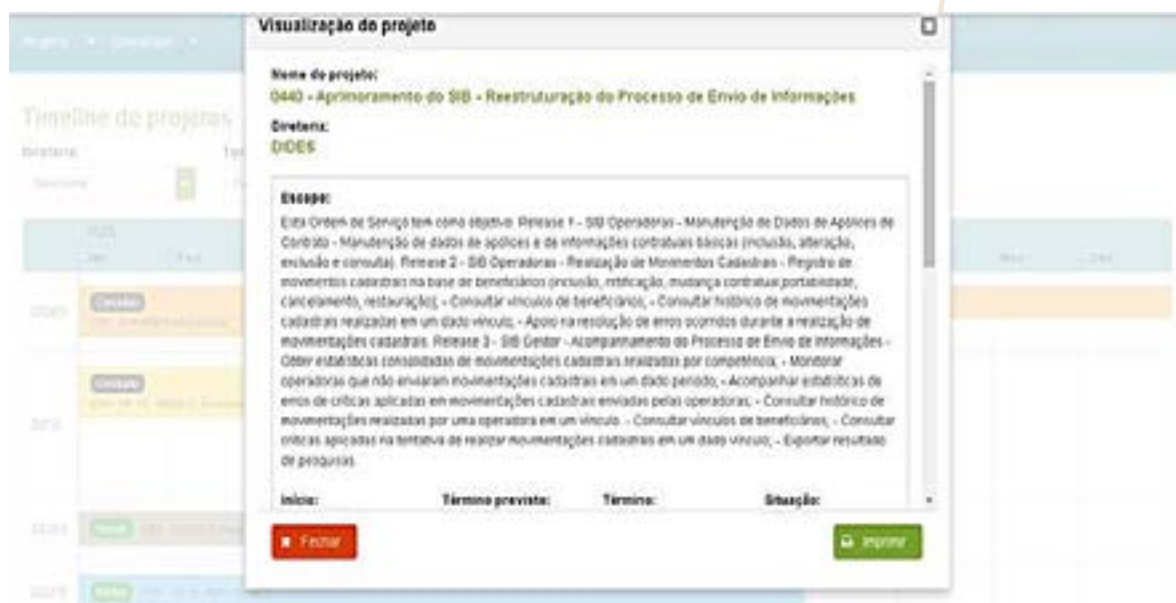 Visualização do projeto
Nome do projeto:
0440 - Aprimoramento do SIB - Reestruturação do Processo de Envio de Informações
Diretoria:
DIDES
Timeline de projetos
Diretoria:
Escopo:
Esta Ordem de Serviço tem como objetivo: Release 1 - SIB Operadoras - Manutenção de Dados de Apólices de
Contrato - Manutenção de dados de apólices e de informações contratuais básicas (inclusão, alteração,
exclusão e consulta). Release 2 - SIB Operadoras - Realização de Movimentos Cadastrais - Registro de
movimentos cadastrais na base de beneficiários (inclusão, retificação, mudança contratual, portabilidade,
cancelamento, restauração); - Consultar vínculos de beneficiários; - Consultar histórico de movimentações
cadastrais realizadas em um dado vínculo; - Apoio na resolução de erros ocorridos durante a realização de
movimentações cadastrais. Release 3 - SIB Gestor - Acompanhamento do Processo de Envio de Informações -
Obter estatísticas consolidadas de movimentações cadastrais realizadas por competência; - Monitorar
operadoras que não enviaram movimentações cadastrais em um dado período; - Acompanhar estatísticas de
erros de críticas aplicadas em movimentações cadastrais enviadas pelas operadoras; - Consultar histórico de
movimentações realizadas por uma operadora em um vínculo. - Consultar vínculos de beneficiários; - Consultar
críticas aplicadas na tentativa de realizar movimentações cadastrais em um dado vínculo; - Exportar resultado
de pesquisas.
Início: Término previsto: Término: Situação:
Fechar Imprimir